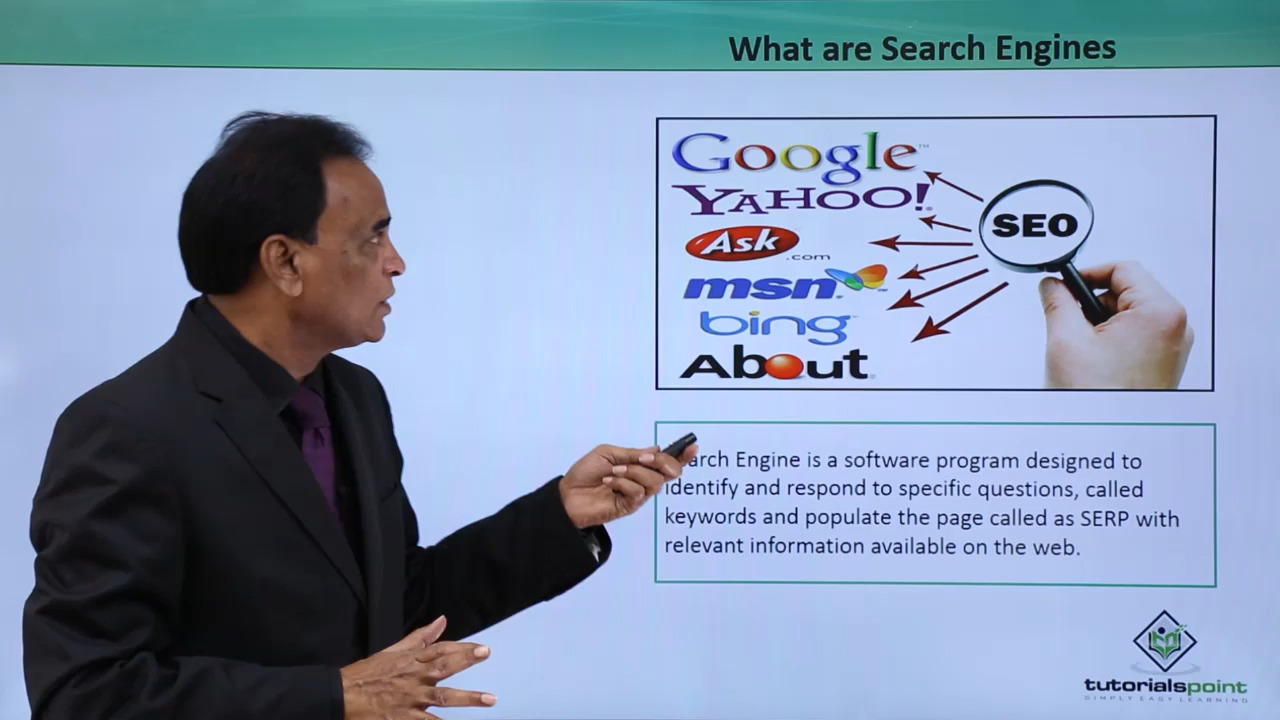 What are Search Engines
Google™
YAHOO!
Ask
.com
msn
bing™
About
SEO
arch Engine is a software program designed to
identify and respond to specific questions, called
keywords and populate the page called as SERP with
relevant information available on the web.
tutorialspoint
SIMPLY EASY LEARNING